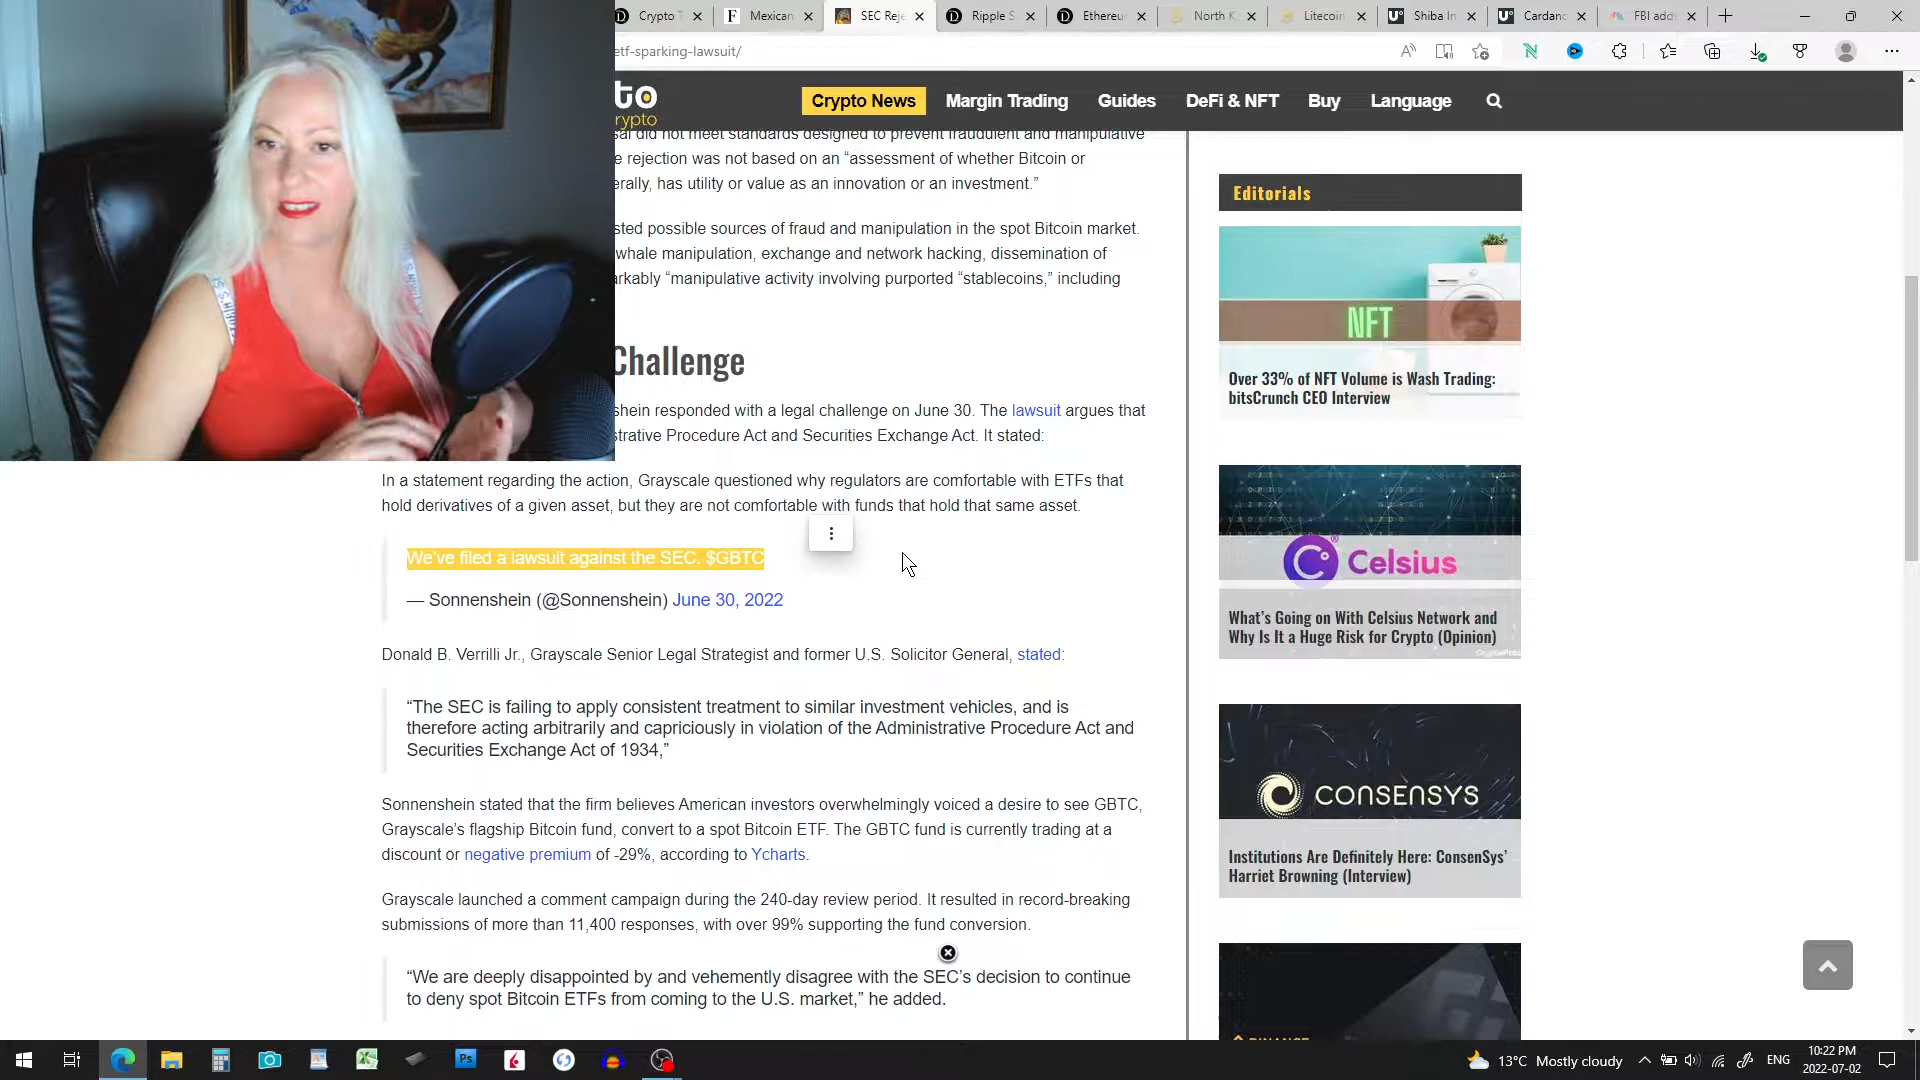 Crypto T
Mexican
SEC Reje
Ripple S
Ethereu
North K
Litecoin
Shiba In
Cardano
FBI adds
etf-sparking-lawsuit/
to
rypto
Crypto News
Margin Trading
Guides
DeFi & NFT
Buy
Language
sal did not meet standards designed to prevent fraudulent and manipulative
e rejection was not based on an “assessment of whether Bitcoin or
erally, has utility or value as an innovation or an investment.”
sted possible sources of fraud and manipulation in the spot Bitcoin market.
whale manipulation, exchange and network hacking, dissemination of
rkably “manipulative activity involving purported “stablecoins,” including
Challenge
shein responded with a legal challenge on June 30. The lawsuit argues that
strative Procedure Act and Securities Exchange Act. It stated:
In a statement regarding the action, Grayscale questioned why regulators are comfortable with ETFs that
hold derivatives of a given asset, but they are not comfortable with funds that hold that same asset.
We’ve filed a lawsuit against the SEC. $GBTC
— Sonnenshein (@Sonnenshein) June 30, 2022
Donald B. Verrilli Jr., Grayscale Senior Legal Strategist and former U.S. Solicitor General, stated:
“The SEC is failing to apply consistent treatment to similar investment vehicles, and is
therefore acting arbitrarily and capriciously in violation of the Administrative Procedure Act and
Securities Exchange Act of 1934,”
Sonnenshein stated that the firm believes American investors overwhelmingly voiced a desire to see GBTC,
Grayscale’s flagship Bitcoin fund, convert to a spot Bitcoin ETF. The GBTC fund is currently trading at a
discount or negative premium of -29%, according to Ycharts.
Grayscale launched a comment campaign during the 240-day review period. It resulted in record-breaking
submissions of more than 11,400 responses, with over 99% supporting the fund conversion.
“We are deeply disappointed by and vehemently disagree with the SEC’s decision to continue
to deny spot Bitcoin ETFs from coming to the U.S. market,” he added.
Editorials
NFT
Over 33% of NFT Volume is Wash Trading:
bitsCrunch CEO Interview
Celsius
What’s Going on With Celsius Network and
Why Is It a Huge Risk for Crypto (Opinion)
CONSENSYS
Institutions Are Definitely Here: ConsenSys’
Harriet Browning (Interview)
BINANCE
Ps
13°C Mostly cloudy
ENG
10:22 PM
2022-07-02